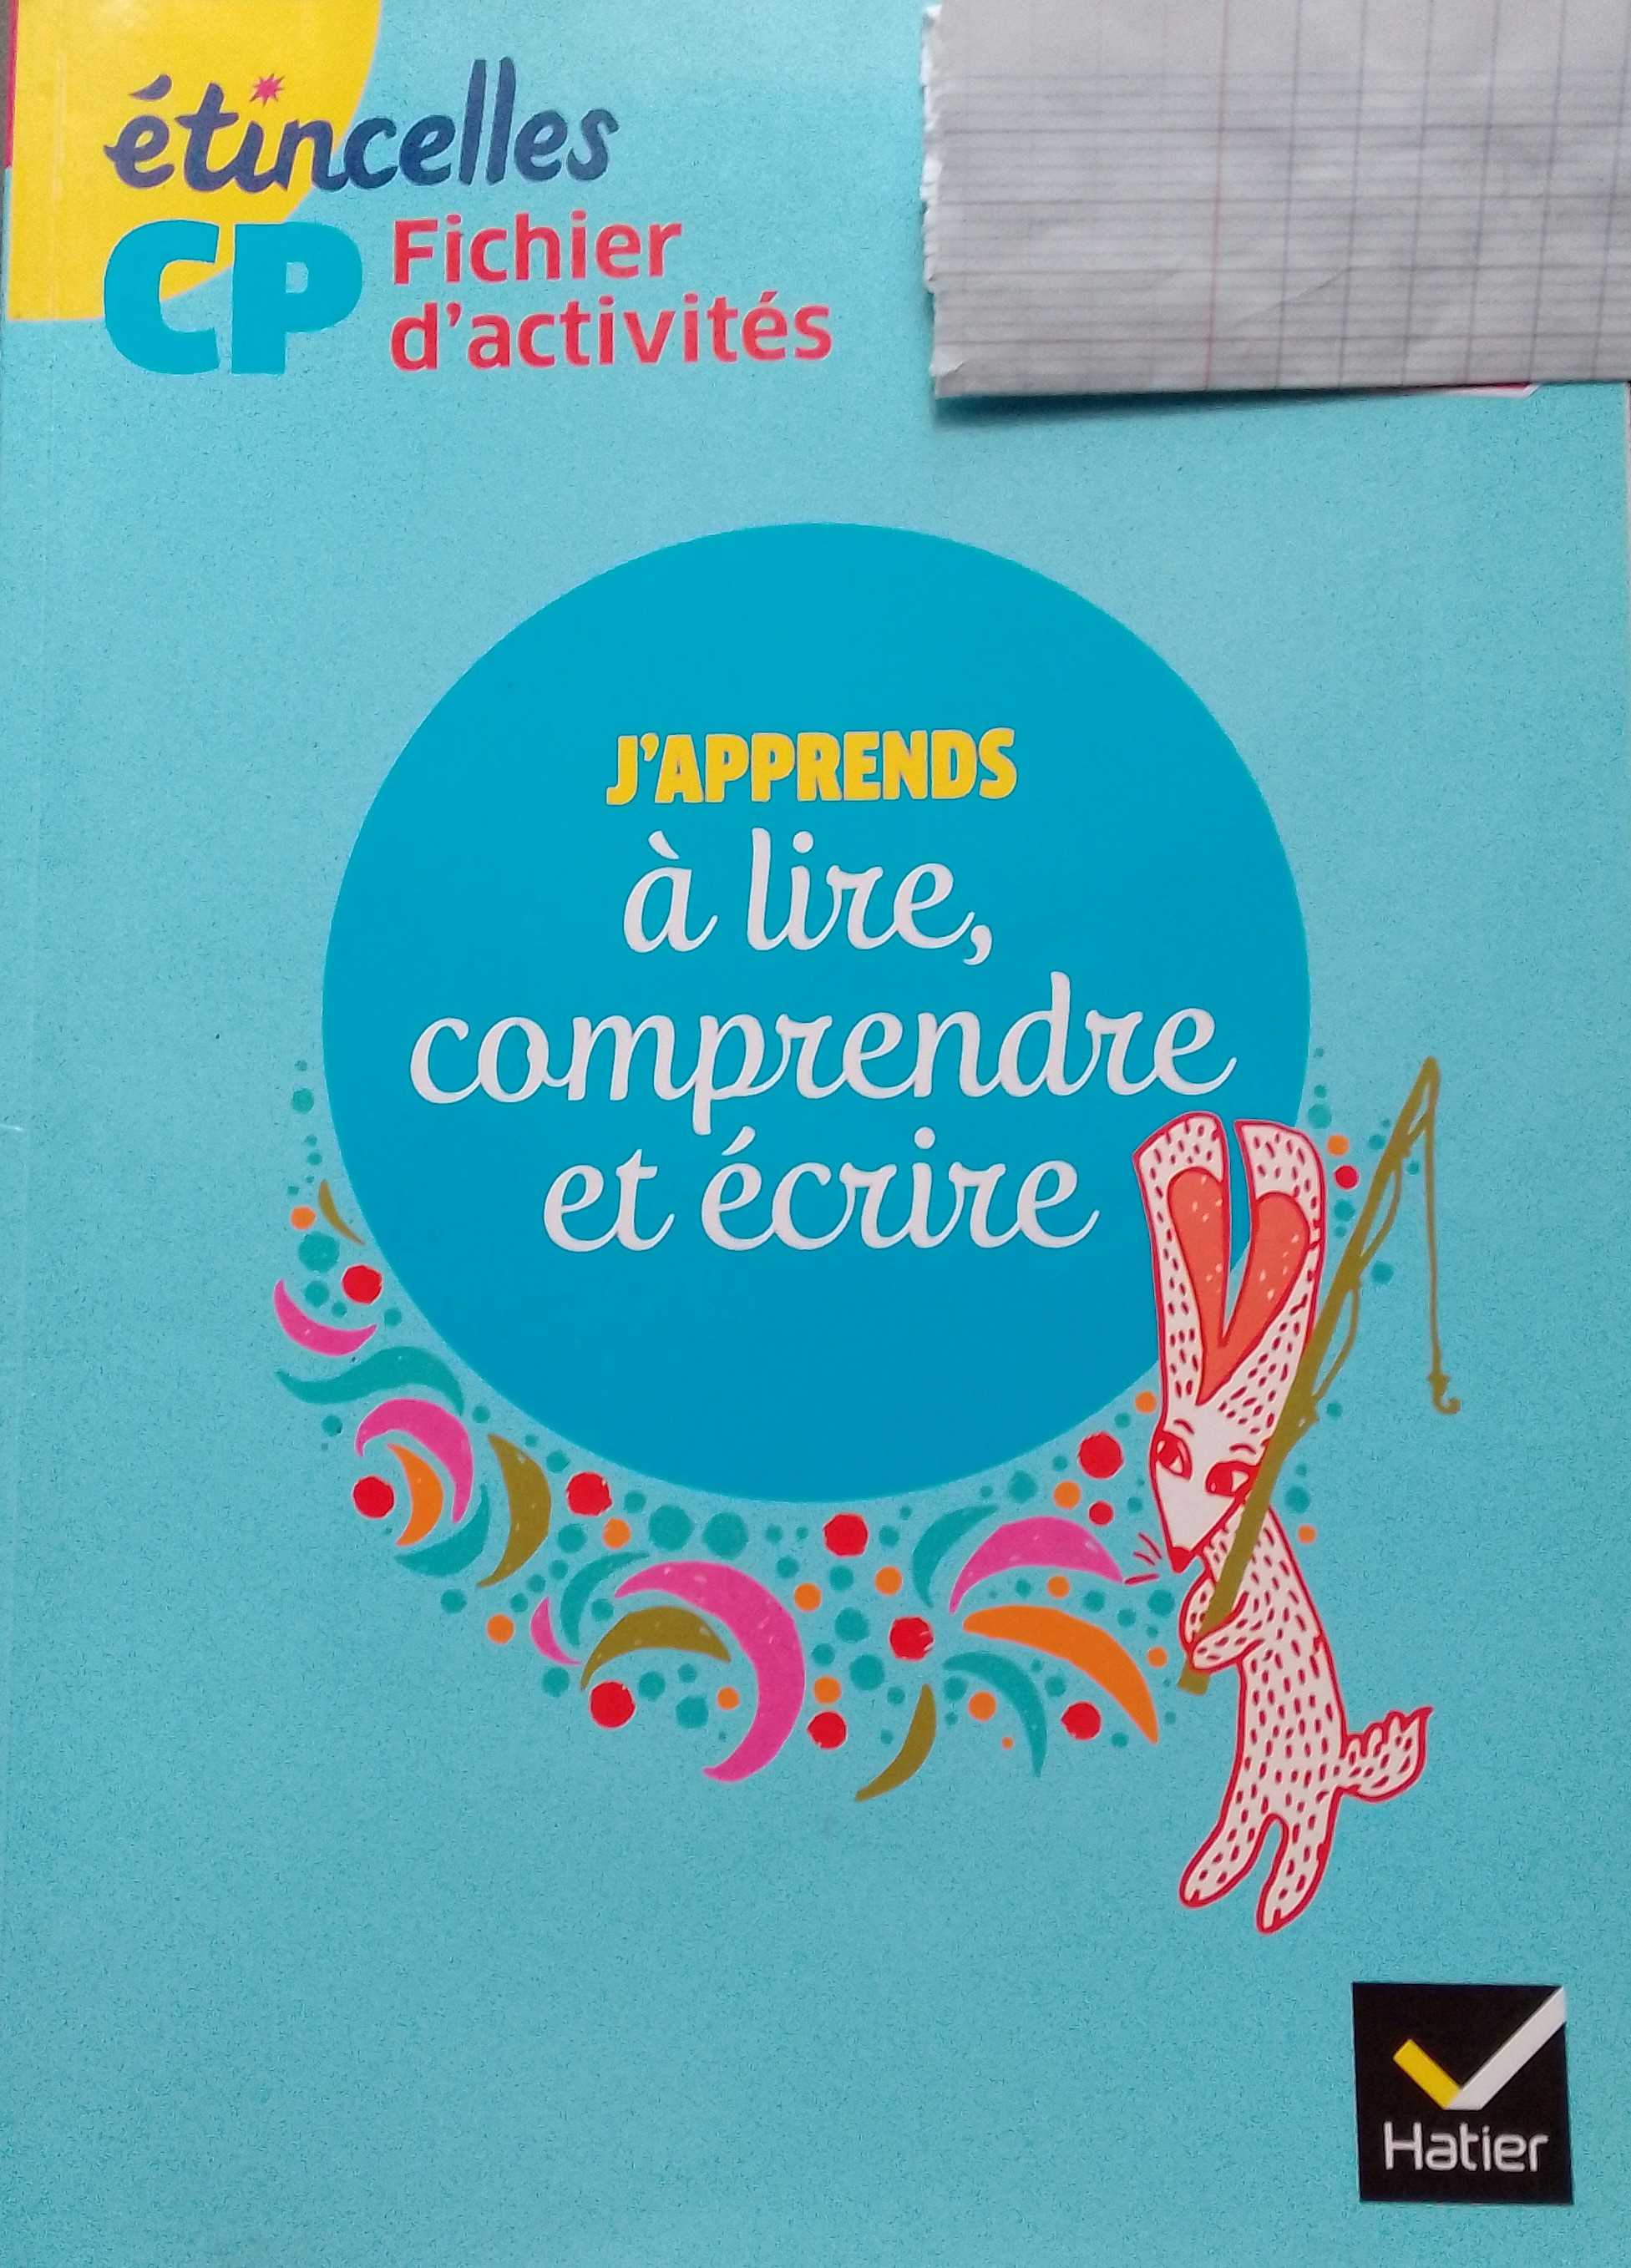 étincelles
CP Fichier
d'activités
J'APPRENDS
à lire,
comprendre
et écrire
Hatier